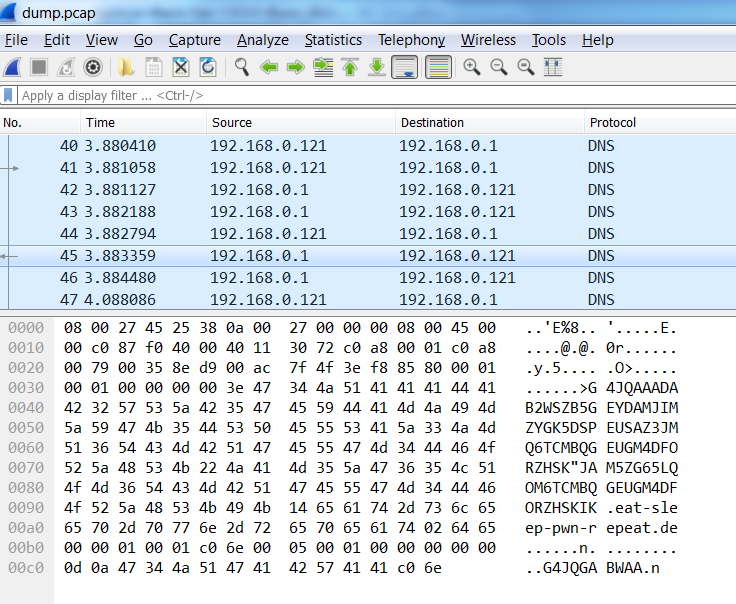 dump.pcap
File Edit View Go Capture Analyze Statistics Telephony Wireless Tools Help
Apply a display filter ... <Ctrl-/>
No. Time Source Destination Protocol
40 3.880410 192.168.0.121 192.168.0.1 DNS
41 3.881058 192.168.0.121 192.168.0.1 DNS
42 3.881127 192.168.0.1 192.168.0.121 DNS
43 3.882188 192.168.0.1 192.168.0.121 DNS
44 3.882794 192.168.0.121 192.168.0.1 DNS
45 3.883359 192.168.0.1 192.168.0.121 DNS
46 3.884480 192.168.0.1 192.168.0.121 DNS
47 4.088086 192.168.0.121 192.168.0.1 DNS
0000 08 00 27 45 25 38 0a 00 27 00 00 00 08 00 45 00 ..'E%8.. '.....E.
0010 00 c0 87 f0 40 00 40 11 30 72 c0 a8 00 01 c0 a8 ....@.@. 0r......
0020 00 79 00 35 8e d9 00 ac 7f 4f 3e f8 85 80 00 01 .y.5.... .O>.....
0030 00 01 00 00 00 00 3e 47 34 4a 51 41 41 41 44 41 ......>G 4JQAAADA
0040 42 32 57 53 5a 42 35 47 45 59 44 41 4d 4a 49 4d B2WSZB5G EYDAMJIM
0050 5a 59 47 4b 35 44 53 50 45 55 53 41 5a 33 4a 4d ZYGK5DSP EUSAZ3JM
0060 51 36 54 43 4d 42 51 47 45 55 47 4d 34 44 46 4f Q6TCMBQG EUGM4DFO
0070 52 5a 48 53 4b 22 4a 41 4d 35 5a 47 36 35 4c 51 RZHSK"JA M5ZG65LQ
0080 4f 4d 36 54 43 4d 42 51 47 45 55 47 4d 34 44 46 OM6TCMBQ GEUGM4DF
0090 4f 52 5a 48 53 4b 49 4b 14 65 61 74 2d 73 6c 65 ORZHSKIK .eat-sle
00a0 65 70 2d 70 77 6e 2d 72 65 70 65 61 74 02 64 65 ep-pwn-r epeat.de
00b0 00 00 01 00 01 c0 6e 00 05 00 01 00 00 00 00 00 ......n. ........
00c0 0d 0a 47 34 4a 51 47 41 42 57 41 41 c0 6e ..G4JQGA BWAA.n